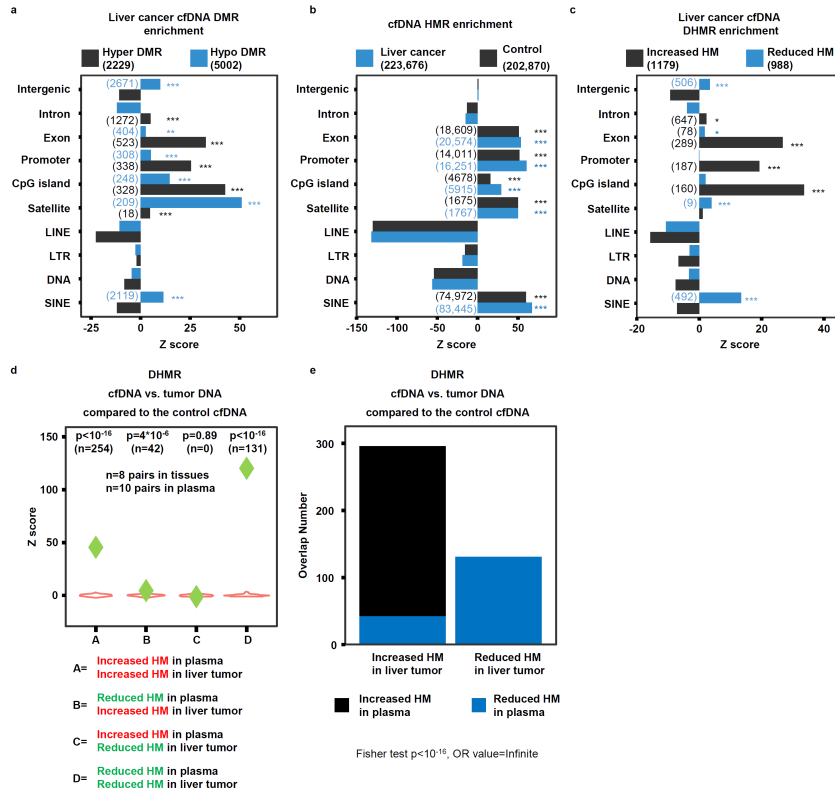 a
Liver cancer cfDNA DMR
enrichment
Hyper DMR
(2229)
Hypo DMR
(5002)
Intergenic
(2671)
***
Intron
(1272)
***
Exon
(404)
**
(523)
***
Promoter
(308)
***
(338)
***
CpG island
(248)
***
(328)
***
Satellite
(209)
***
(18)
***
LINE
LTR
DNA
SINE
(2119)
***
-25 0 25 50
Z score
b
cfDNA HMR enrichment
Liver cancer
(223,676)
Control
(202,870)
Intergenic
Intron
Exon
(18,609)
***
(20,574)
***
Promoter
(14,011)
***
(16,251)
***
CpG island
(4678)
***
(5915)
***
Satellite
(1675)
***
(1767)
***
LINE
LTR
DNA
SINE
(74,972)
***
(83,445)
***
-150 -100 -50 0 50
Z score
c
Liver cancer cfDNA
DHMR enrichment
Increased HM
(1179)
Reduced HM
(988)
Intergenic
(506)
***
Intron
(647)
*
Exon
(78)
*
(289)
***
Promoter
(187)
***
CpG island
(160)
***
Satellite
(9)
***
LINE
LTR
DNA
SINE
(492)
***
-20 0 20 40
Z score
d
DHMR
cfDNA vs. tumor DNA
compared to the control cfDNA
p<10-16 p=4*10-6 p=0.89 p<10-16
(n=254) (n=42) (n=0) (n=131)
n=8 pairs in tissues
n=10 pairs in plasma
150
100
50
0
Z score
A B C D
A= Increased HM in plasma
Increased HM in liver tumor
B= Reduced HM in plasma
Increased HM in liver tumor
C= Increased HM in plasma
Reduced HM in liver tumor
D= Reduced HM in plasma
Reduced HM in liver tumor
e
DHMR
cfDNA vs. tumor DNA
compared to the control cfDNA
300
200
100
0
Overlap Number
Increased HM
in liver tumor
Reduced HM
in liver tumor
Increased HM
in plasma
Reduced HM
in plasma
Fisher test p<10-16, OR value=Infinite